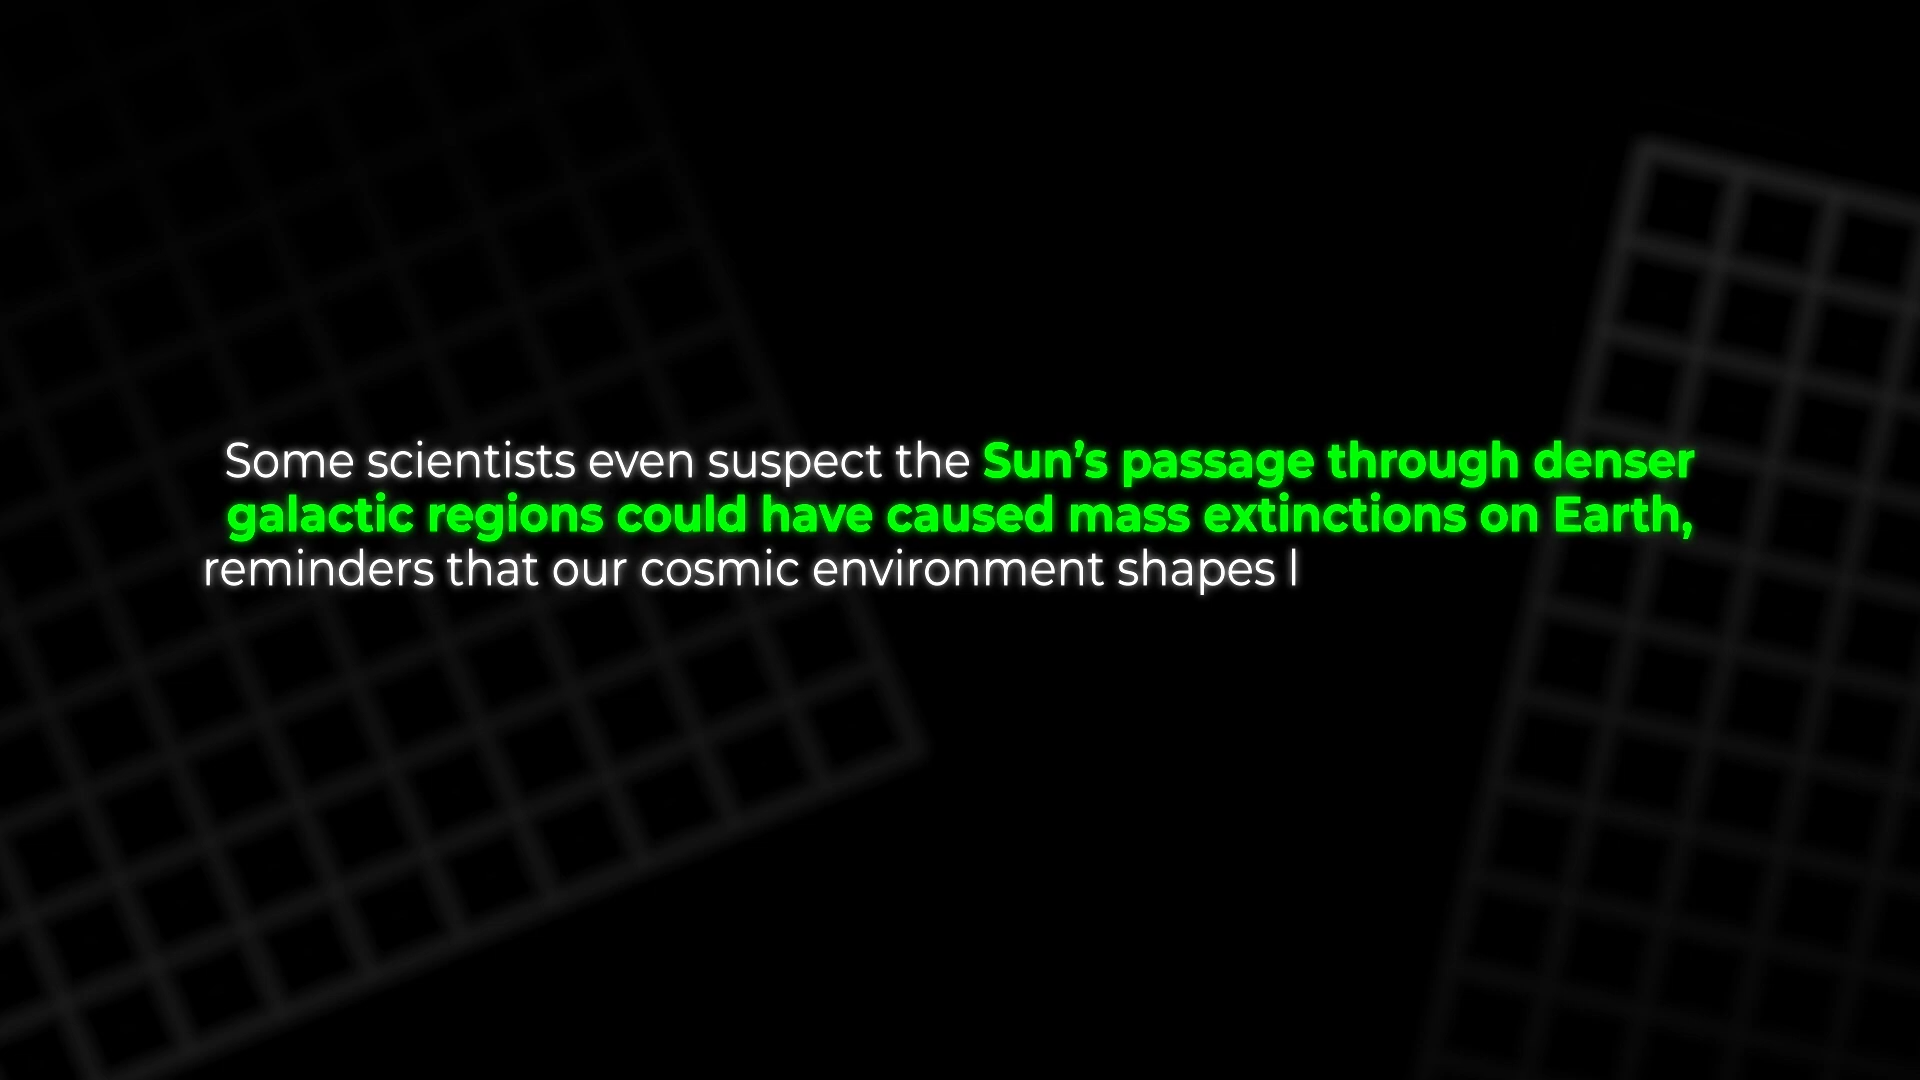 Some scientists even suspect the Sun’s passage through denser
galactic regions could have caused mass extinctions on Earth,
reminders that our cosmic environment shapes l